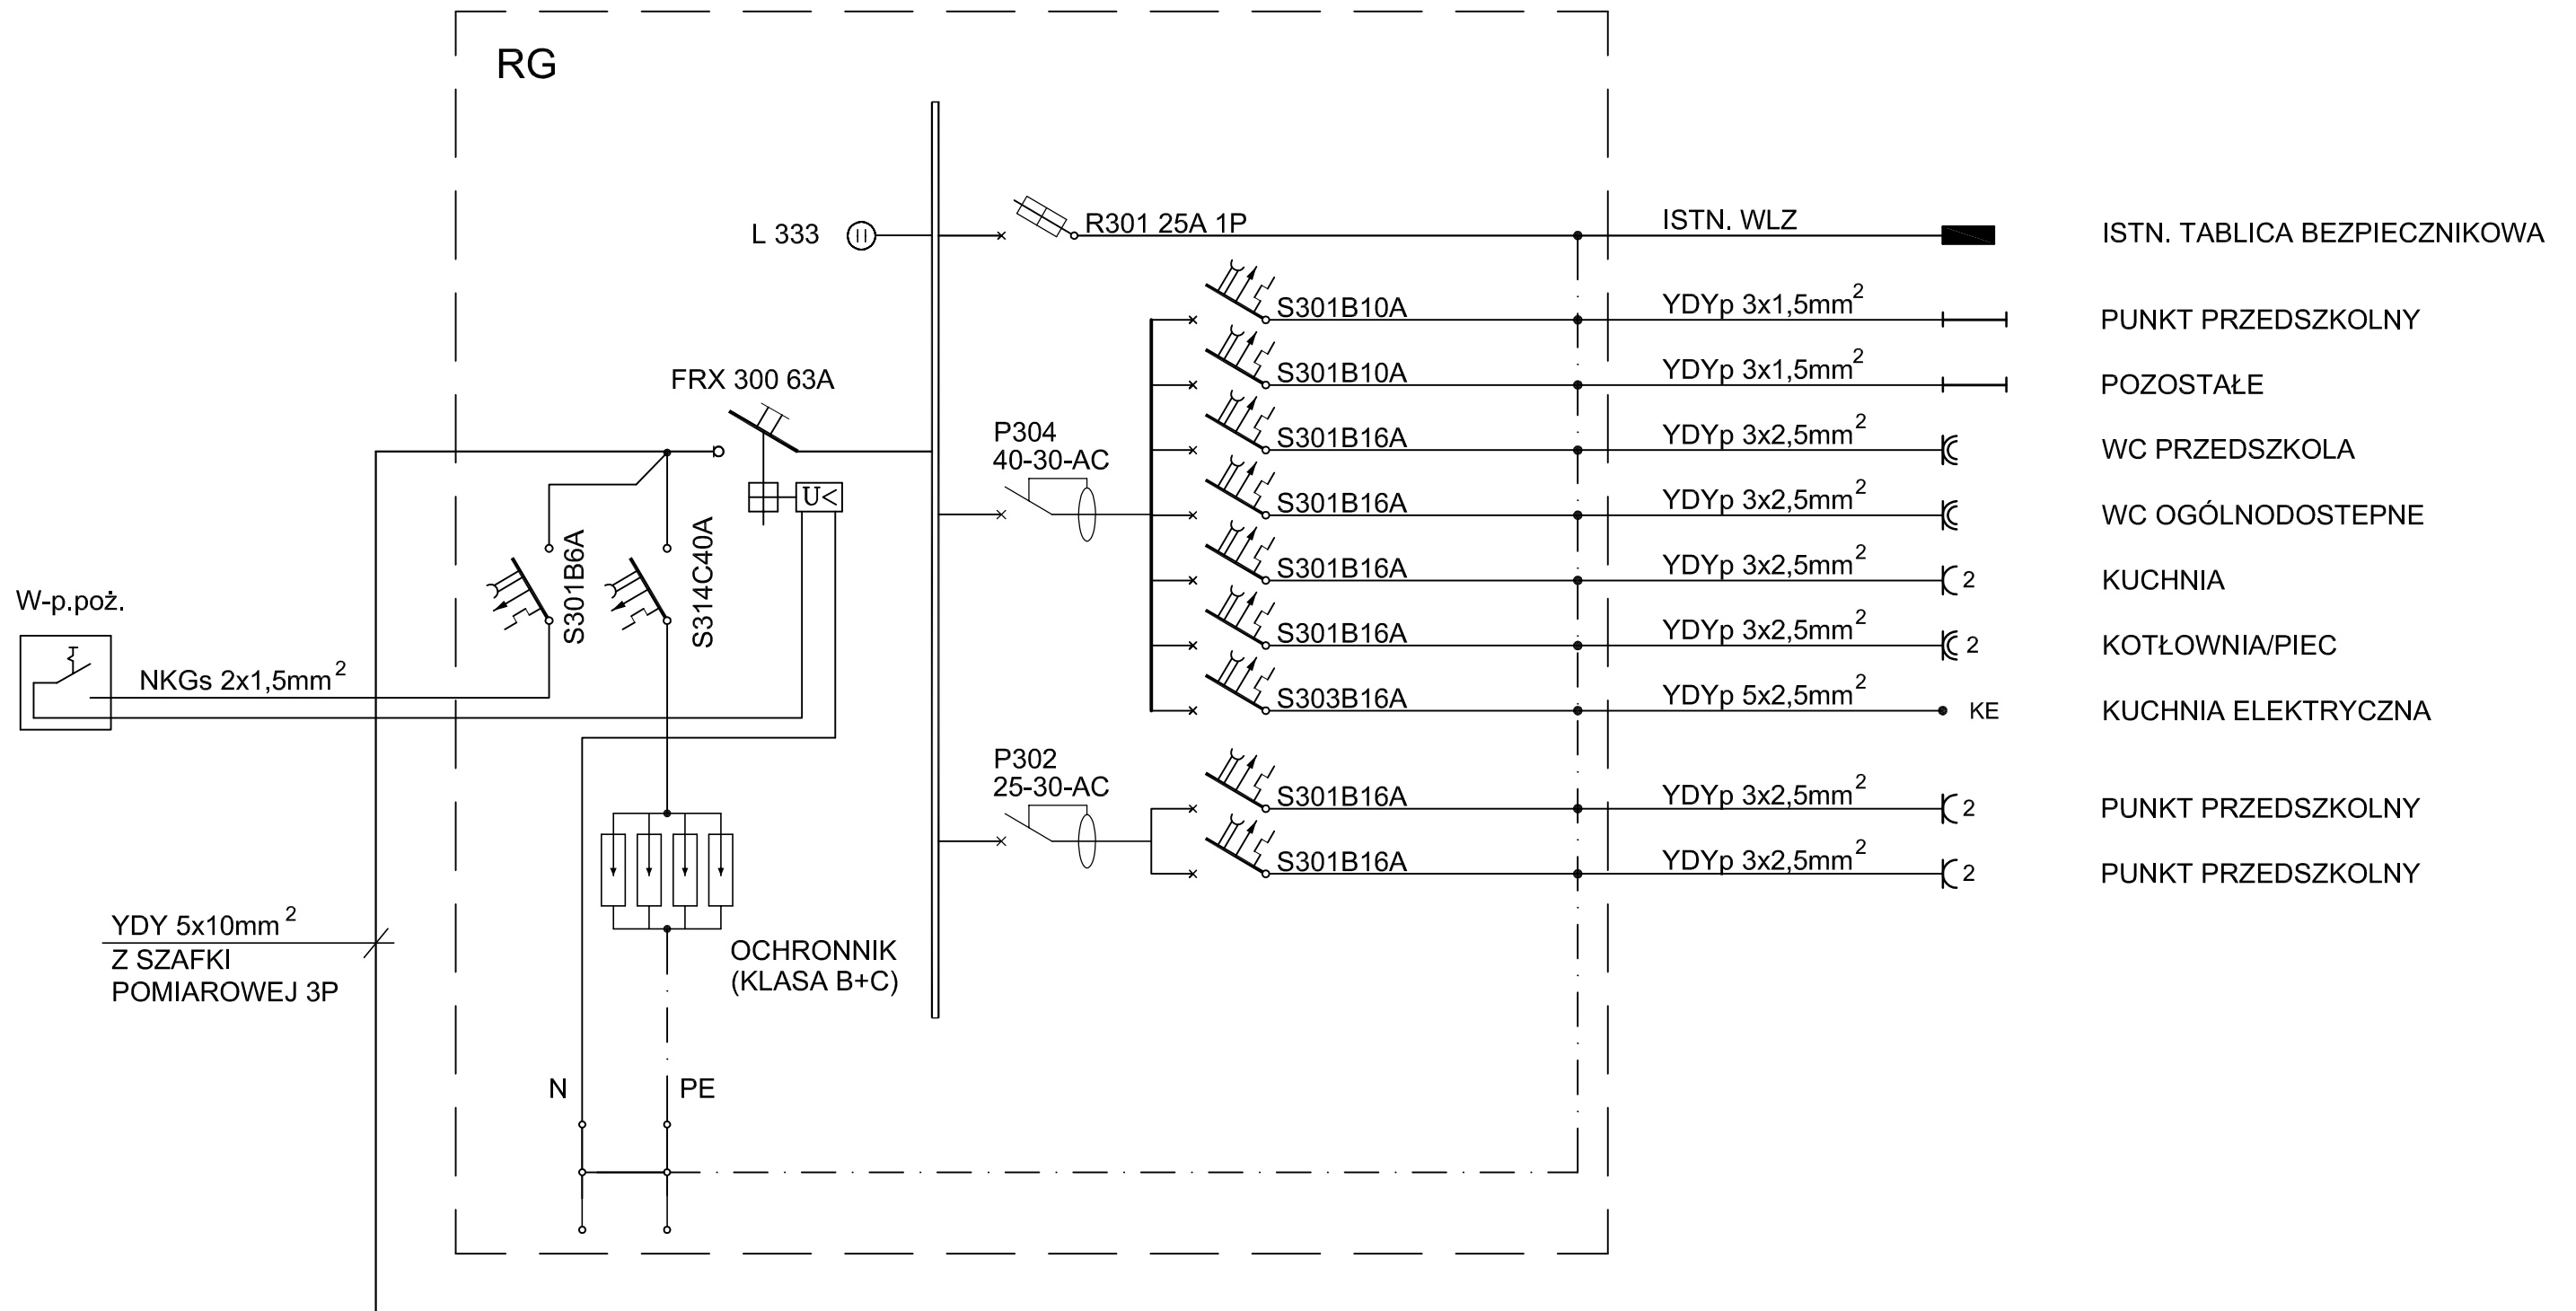 RG
L 333
R301 25A 1P
ISTN. WLZ
ISTN. TABLICA BEZPIECZNIKOWA
S301B10A
YDYp 3x1,5mm²
PUNKT PRZEDSZKOLNY
S301B10A
YDYp 3x1,5mm²
POZOSTAŁE
FRX 300 63A
P304
40-30-AC
S301B16A
YDYp 3x2,5mm²
WC PRZEDSZKOLA
S301B16A
YDYp 3x2,5mm²
WC OGÓLNODOSTEPNE
U<
S301B6A
S314C40A
S301B16A
YDYp 3x2,5mm²
2
KUCHNIA
S301B16A
YDYp 3x2,5mm²
2
KOTŁOWNIA/PIEC
S303B16A
YDYp 5x2,5mm²
KE
KUCHNIA ELEKTRYCZNA
W-p.poż.
NKGs 2x1,5mm²
P302
25-30-AC
S301B16A
YDYp 3x2,5mm²
2
PUNKT PRZEDSZKOLNY
S301B16A
YDYp 3x2,5mm²
2
PUNKT PRZEDSZKOLNY
YDY 5x10mm²
Z SZAFKI
POMIAROWEJ 3P
OCHRONNIK
(KLASA B+C)
N
PE